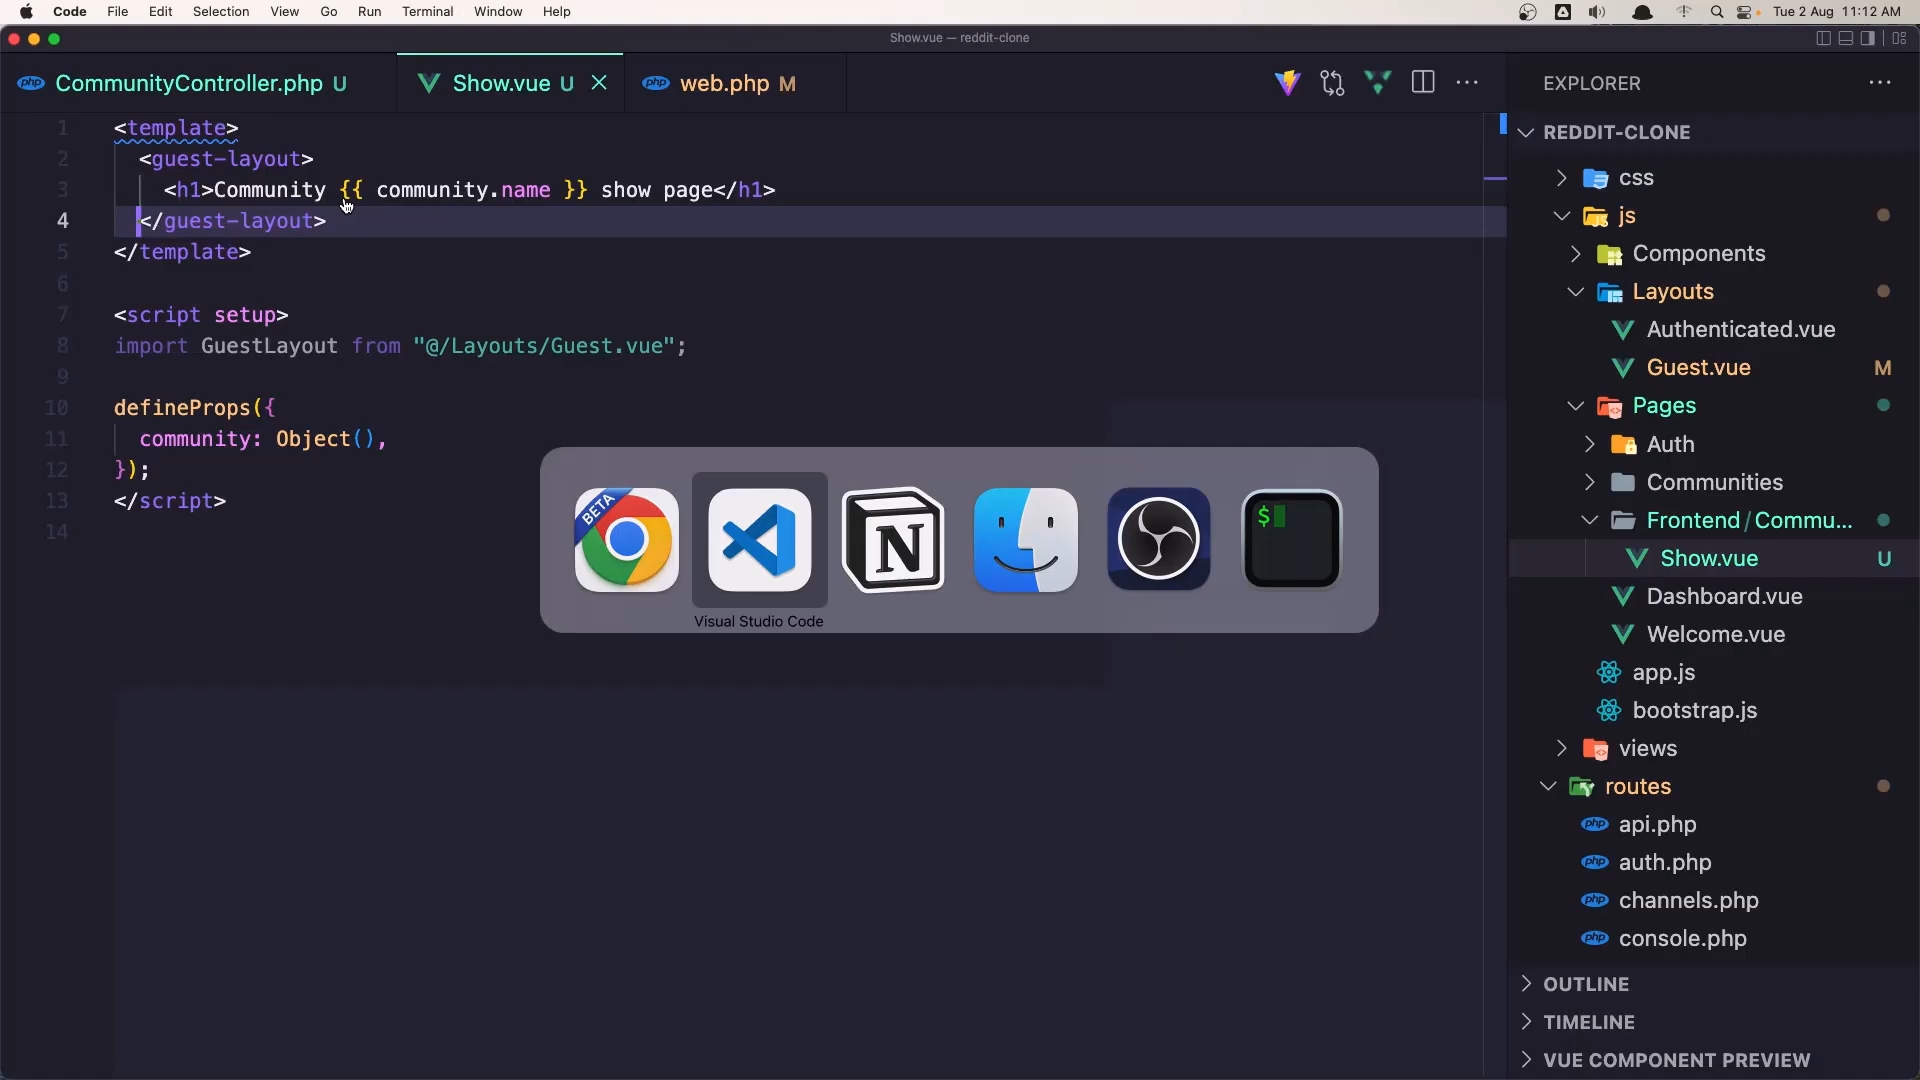 Code File Edit Selection View Go Run Terminal Window Help Tue 2 Aug 11:12 AM
Show.vue — reddit-clone
CommunityController.php U Show.vue U web.php M
EXPLORER
REDDIT-CLONE
1 <template>
2 <guest-layout>
3 <h1>Community {{ community.name }} show page</h1>
4 </guest-layout>
5 </template>
6
7 <script setup>
8 import GuestLayout from "@/Layouts/Guest.vue";
9
10 defineProps({
11 community: Object(),
12 });
13 </script>
14
BETA
N
$
Visual Studio Code
css
js
Components
Layouts
Authenticated.vue
Guest.vue M
Pages
Auth
Communities
Frontend/Commu...
Show.vue U
Dashboard.vue
Welcome.vue
app.js
bootstrap.js
views
routes
php api.php
php auth.php
php channels.php
php console.php
OUTLINE
TIMELINE
VUE COMPONENT PREVIEW